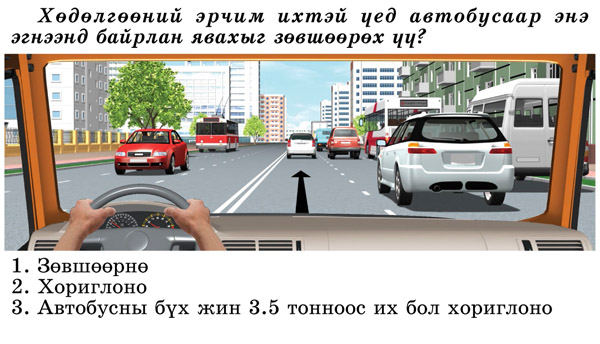 Хөдөлгөөний эрчим ихтэй үед автобусаар энэ
эгнээнд байрлан явахыг зөвшөөрөх үү?
1. Зөвшөөрнө
2. Хориглоно
3. Автобусны бүх жин 3.5 тонноос их бол хориглоно